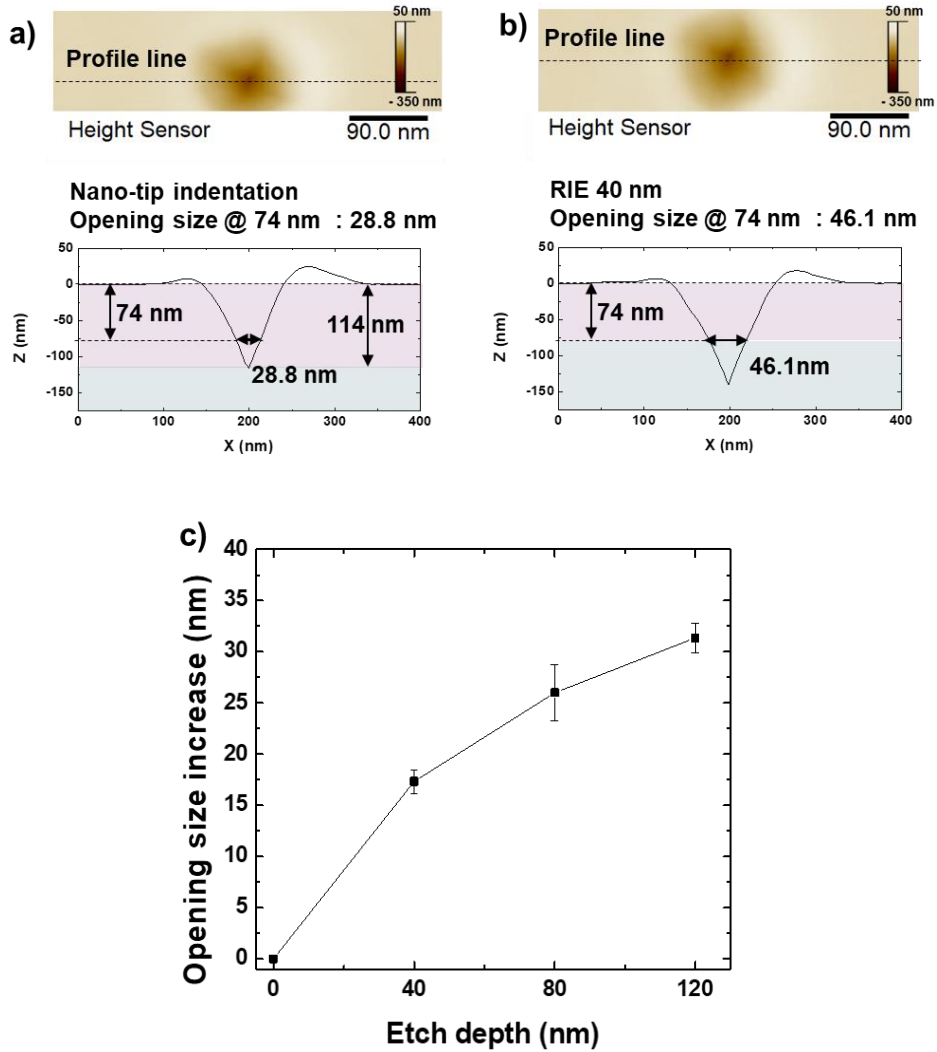 a)
50 nm
Profile line
- 350 nm
Height Sensor
90.0 nm
Nano-tip indentation
Opening size @ 74 nm : 28.8 nm
50
0
-50
-100
-150
Z (nm)
74 nm
114 nm
28.8 nm
0
100
200
300
400
X (nm)
b)
50 nm
Profile line
- 350 nm
Height Sensor
90.0 nm
RIE 40 nm
Opening size @ 74 nm : 46.1 nm
50
0
-50
-100
-150
Z (nm)
74 nm
46.1nm
0
100
200
300
400
X (nm)
c)
40
35
30
25
20
15
10
5
0
Opening size increase (nm)
0
40
80
120
Etch depth (nm)